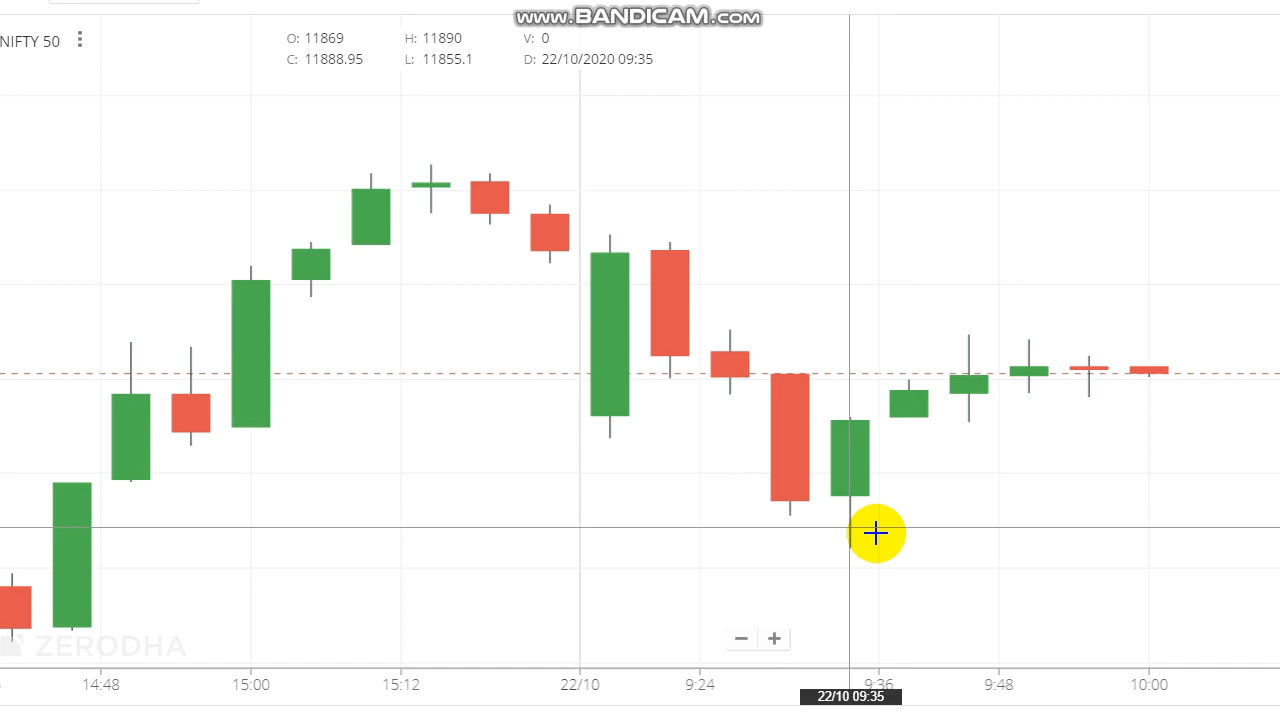 www.BANDICAM.com
NIFTY 50
O: 11869 H: 11890 V: 0
C: 11888.95 L: 11855.1 D: 22/10/2020 09:35
ZERODHA
− +
14:48 15:00 15:12 22/10 9:24 9:36 9:48 10:00
22/10 09:35